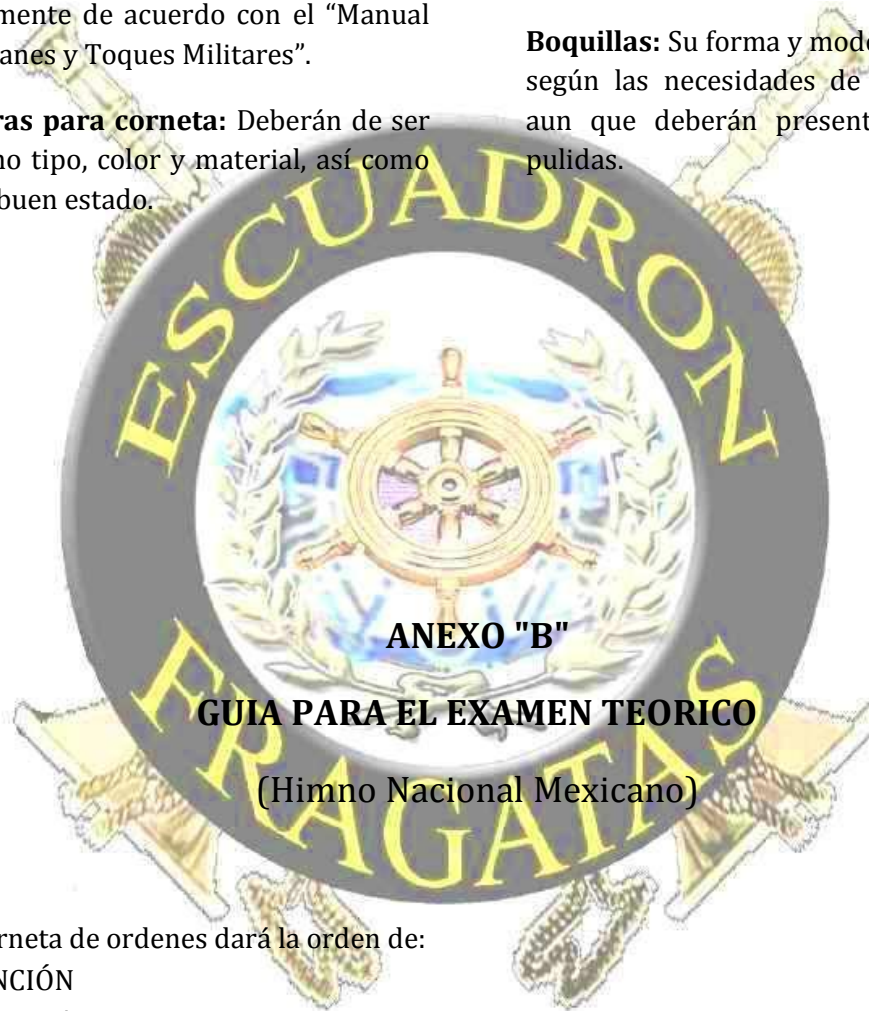 mente de acuerdo con el “Manual
anes y Toques Militares”.
ras para corneta: Deberán de ser
no tipo, color y material, así como
buen estado.
Boquillas: Su forma y mode
según las necesidades de
aun que deberán present
pulidas.
ESCUADRON
FRAGATAS
ANEXO "B"
GUIA PARA EL EXAMEN TEORICO
(Himno Nacional Mexicano)
rneta de ordenes dará la orden de:
NCIÓN